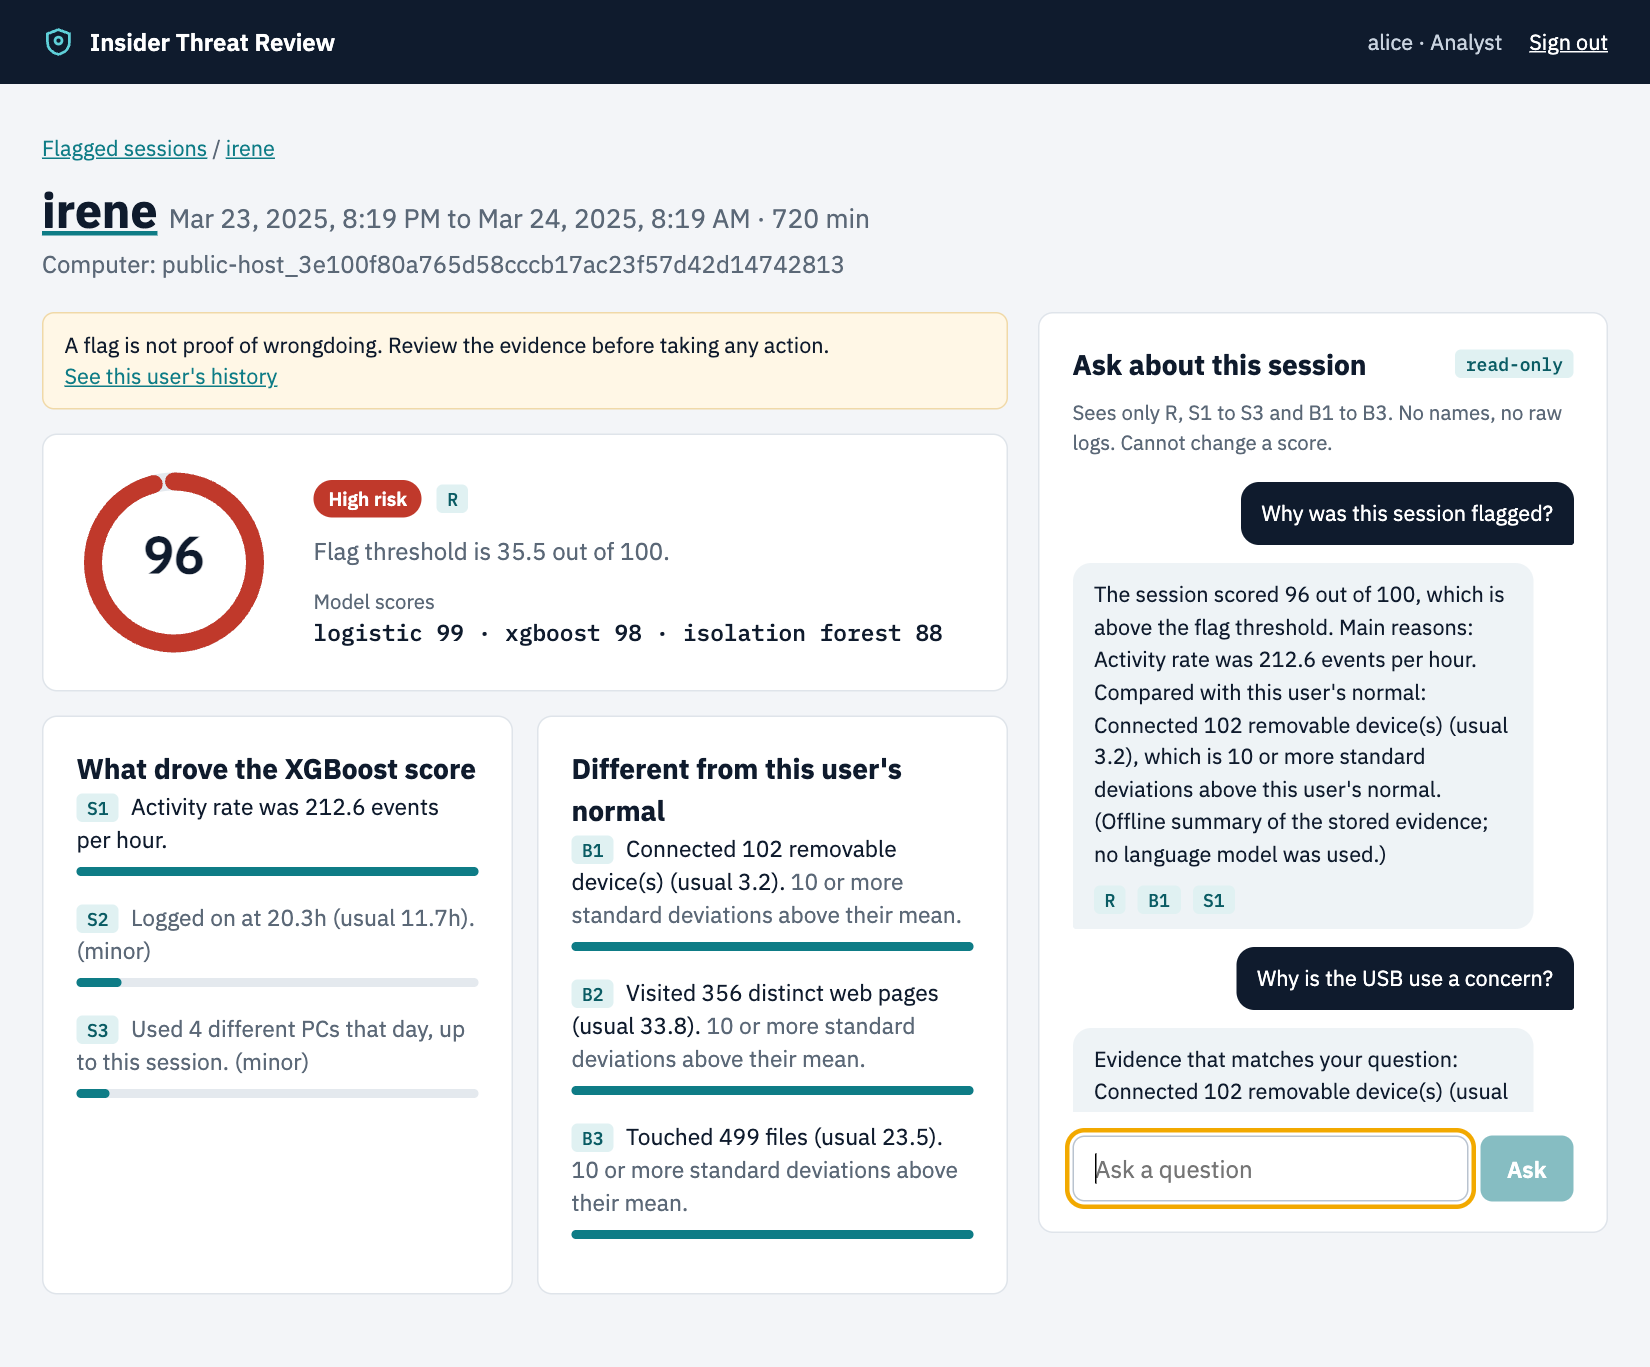 Insider Threat Review
alice · Analyst Sign out
Flagged sessions / irene
irene Mar 23, 2025, 8:19 PM to Mar 24, 2025, 8:19 AM · 720 min
Computer: public-host_3e100f80a765d58cccb17ac23f57d42d14742813
A flag is not proof of wrongdoing. Review the evidence before taking any action.
See this user's history
96
High risk R
Flag threshold is 35.5 out of 100.
Model scores
logistic 99 · xgboost 98 · isolation forest 88
What drove the XGBoost score
S1 Activity rate was 212.6 events
per hour.
S2 Logged on at 20.3h (usual 11.7h).
(minor)
S3 Used 4 different PCs that day, up
to this session. (minor)
Different from this user's
normal
B1 Connected 102 removable
device(s) (usual 3.2). 10 or more
standard deviations above their mean.
B2 Visited 356 distinct web pages
(usual 33.8). 10 or more standard
deviations above their mean.
B3 Touched 499 files (usual 23.5).
10 or more standard deviations above
their mean.
Ask about this session read-only
Sees only R, S1 to S3 and B1 to B3. No names, no raw
logs. Cannot change a score.
Why was this session flagged?
The session scored 96 out of 100, which is
above the flag threshold. Main reasons:
Activity rate was 212.6 events per hour.
Compared with this user's normal:
Connected 102 removable device(s) (usual
3.2), which is 10 or more standard
deviations above this user's normal.
(Offline summary of the stored evidence;
no language model was used.)
R B1 S1
Why is the USB use a concern?
Evidence that matches your question:
Connected 102 removable device(s) (usual
Ask a question Ask